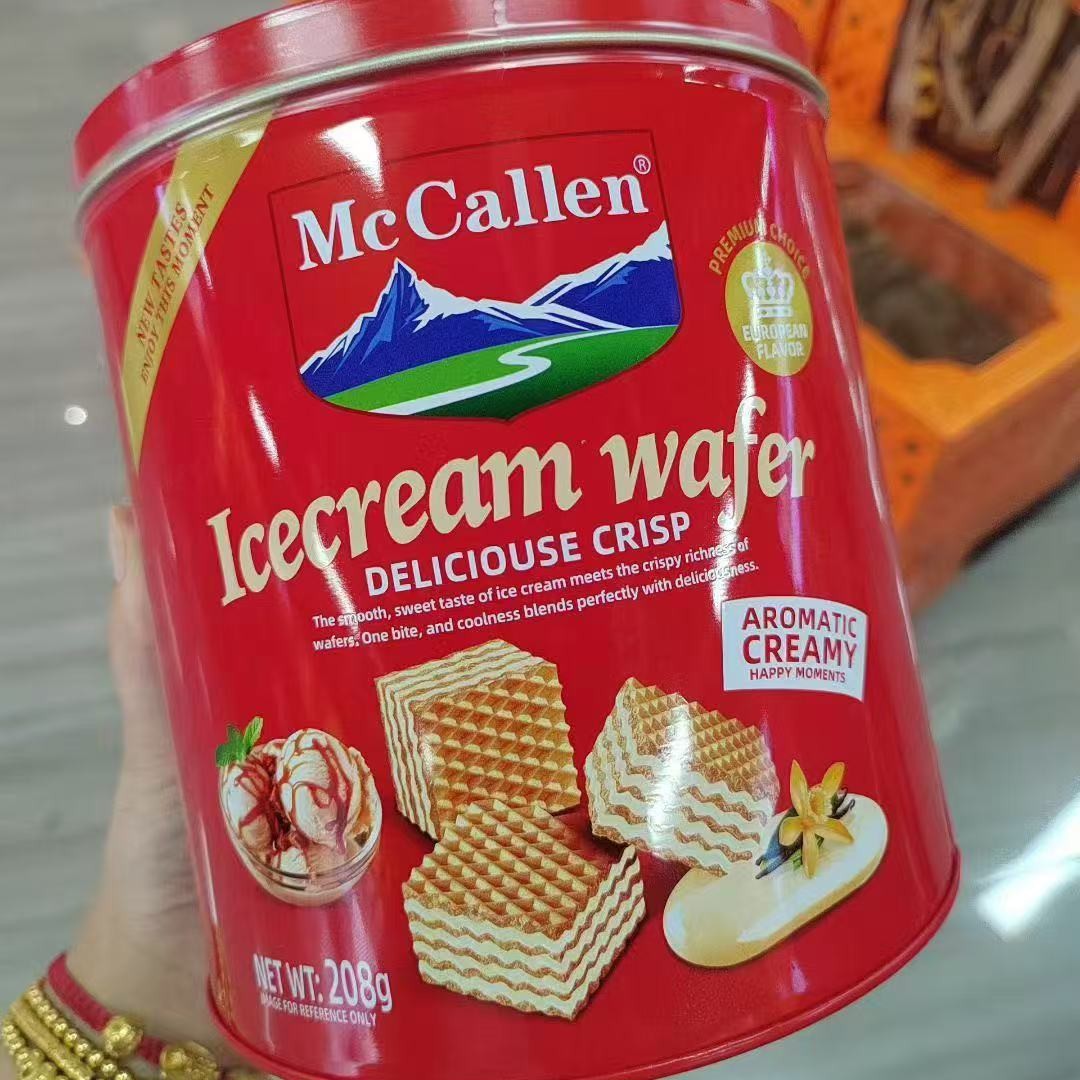 NEW TASTES
ENJOY THIS MOMENT
McCallen®
PREMIUM CHOICE
EUROPEAN
FLAVOR
Icecream wafer
DELICIOUSE CRISP
The smooth, sweet taste of ice cream meets the crispy richness of
wafers. One bite, and coolness blends perfectly with deliciousness.
AROMATIC
CREAMY
HAPPY MOMENTS
NET WT: 208g
IMAGE FOR REFERENCE ONLY